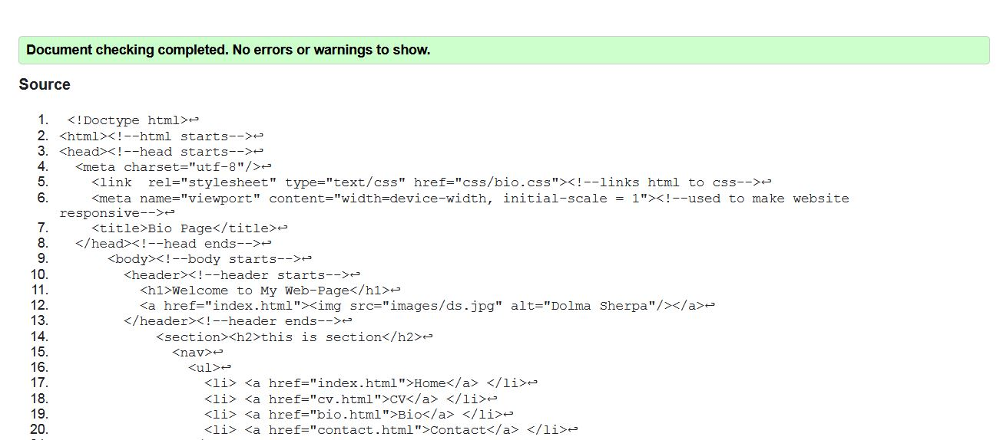 Document checking completed. No errors or warnings to show.
Source
1. <!Doctype html>↩
2. <html><!--html starts-->↩
3. <head><!--head starts-->↩
4. <meta charset="utf-8"/>↩
5. <link  rel="stylesheet" type="text/css" href="css/bio.css"><!--links html to css-->↩
6. <meta name="viewport" content="width=device-width, initial-scale = 1"><!--used to make website
responsive-->↩
7. <title>Bio Page</title>↩
8. </head><!--head ends-->↩
9. <body><!--body starts-->↩
10. <header><!--header starts-->↩
11. <h1>Welcome to My Web-Page</h1>↩
12. <a href="index.html"><img src="images/ds.jpg" alt="Dolma Sherpa"/></a>↩
13. </header><!--header ends-->↩
14. <section><h2>this is section</h2>↩
15. <nav>↩
16. <ul>↩
17. <li> <a href="index.html">Home</a> </li>↩
18. <li> <a href="cv.html">CV</a> </li>↩
19. <li> <a href="bio.html">Bio</a> </li>↩
20. <li> <a href="contact.html">Contact</a> </li>↩